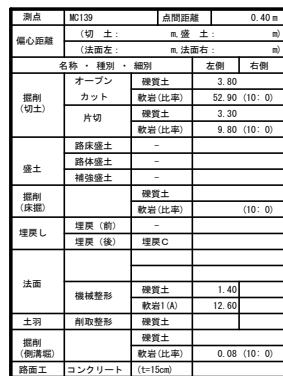 測点 MC139 点間距離 0.40 m
偏心距離 (切 土: m, 盛 土: m)
(法面左: m, 法面右: m)
名称 ・ 種別 ・ 細別 左側 右側
掘削 (切土) オープンカット 硬質土 3.80
軟岩(比率) 52.90 (10: 0)
片切 硬質土 3.30
軟岩(比率) 9.80 (10: 0)
盛土 路床盛土 -
路体盛土 -
補強盛土 -
掘削 (床掘) 硬質土
軟岩(比率) (10: 0)
埋戻し 埋戻 (前) -
埋戻 (後) 埋戻C
法面 機械整形 硬質土 1.40
軟岩1(A) 12.60
土羽 削取整形 硬質土
掘削 (側溝堀) 硬質土
軟岩(比率) 0.08 (10: 0)
路面工 コンクリート (t=15cm)